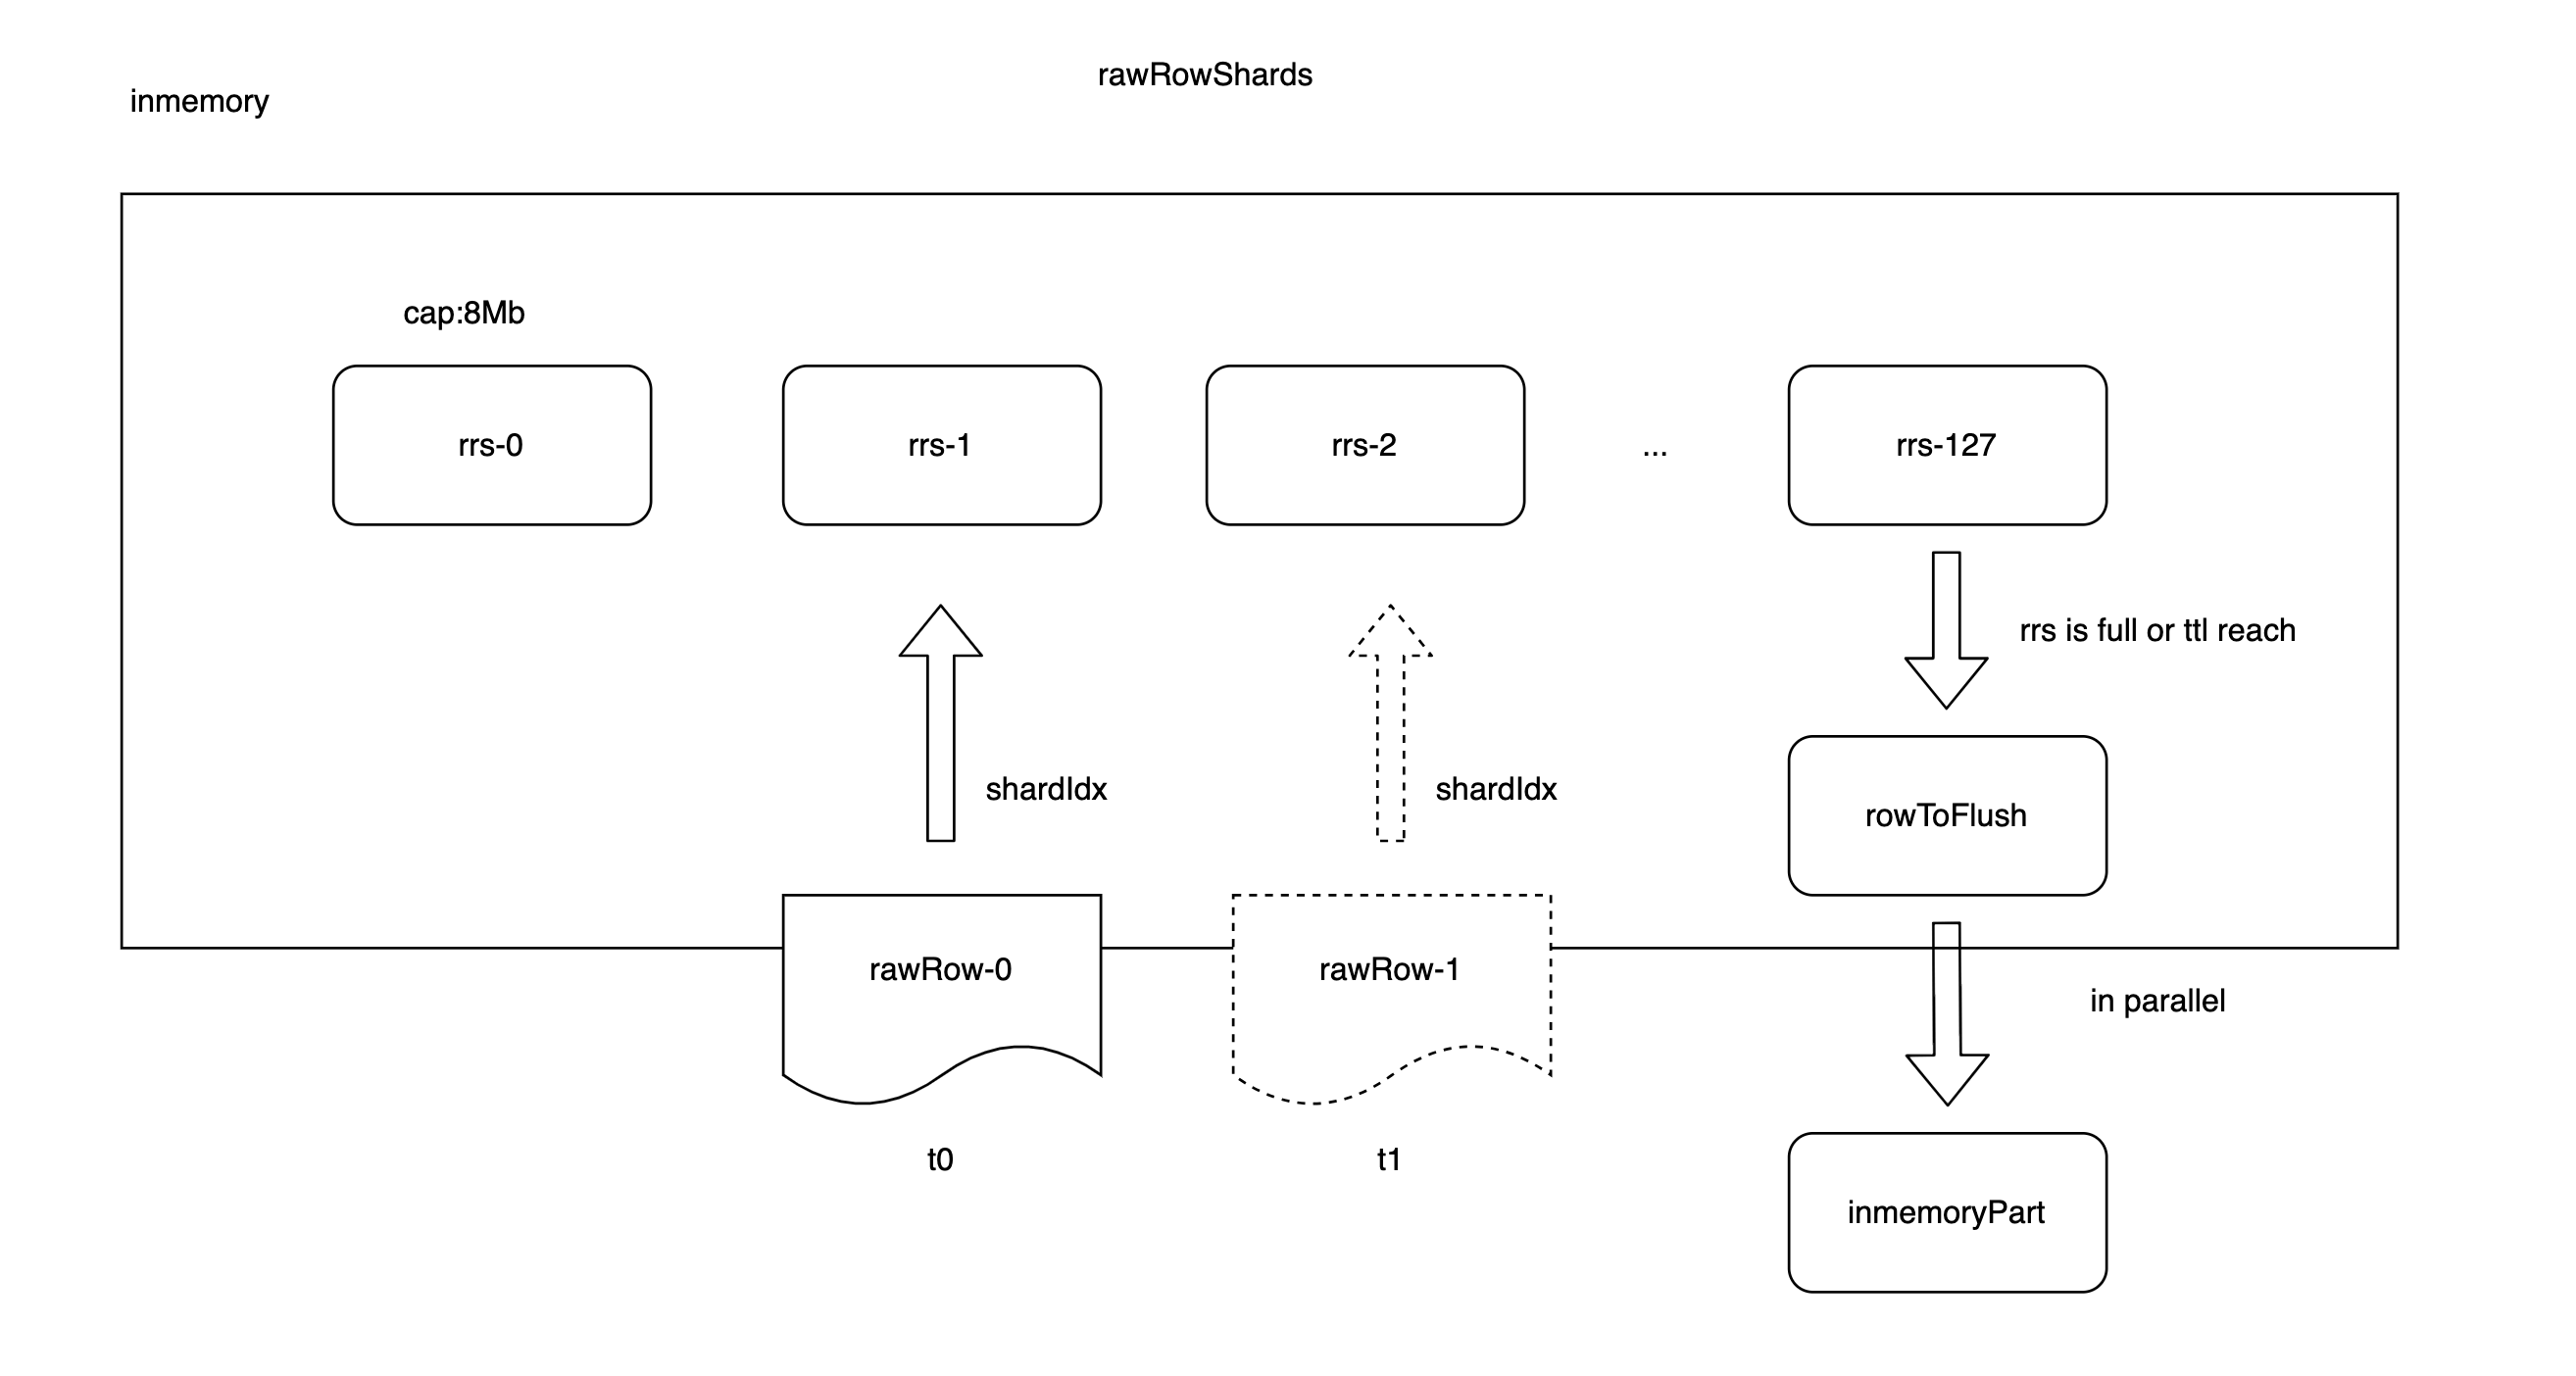 rawRowShards
inmemory
cap:8Mb
rrs-0
rrs-1
rrs-2
...
rrs-127
rrs is full or ttl reach
shardIdx
shardIdx
rowToFlush
rawRow-0
rawRow-1
in parallel
t0
t1
inmemoryPart